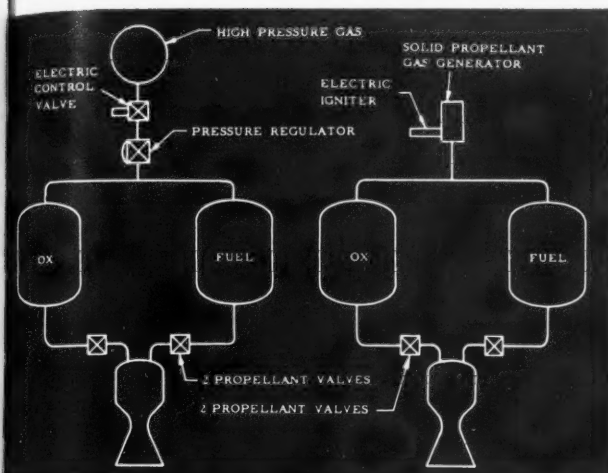 HIGH PRESSURE GAS
ELECTRIC
CONTROL
VALVE
PRESSURE REGULATOR
OX
FUEL
2 PROPELLANT VALVES
SOLID PROPELLANT
GAS GENERATOR
ELECTRIC
IGNITER
OX
FUEL
2 PROPELLANT VALVES